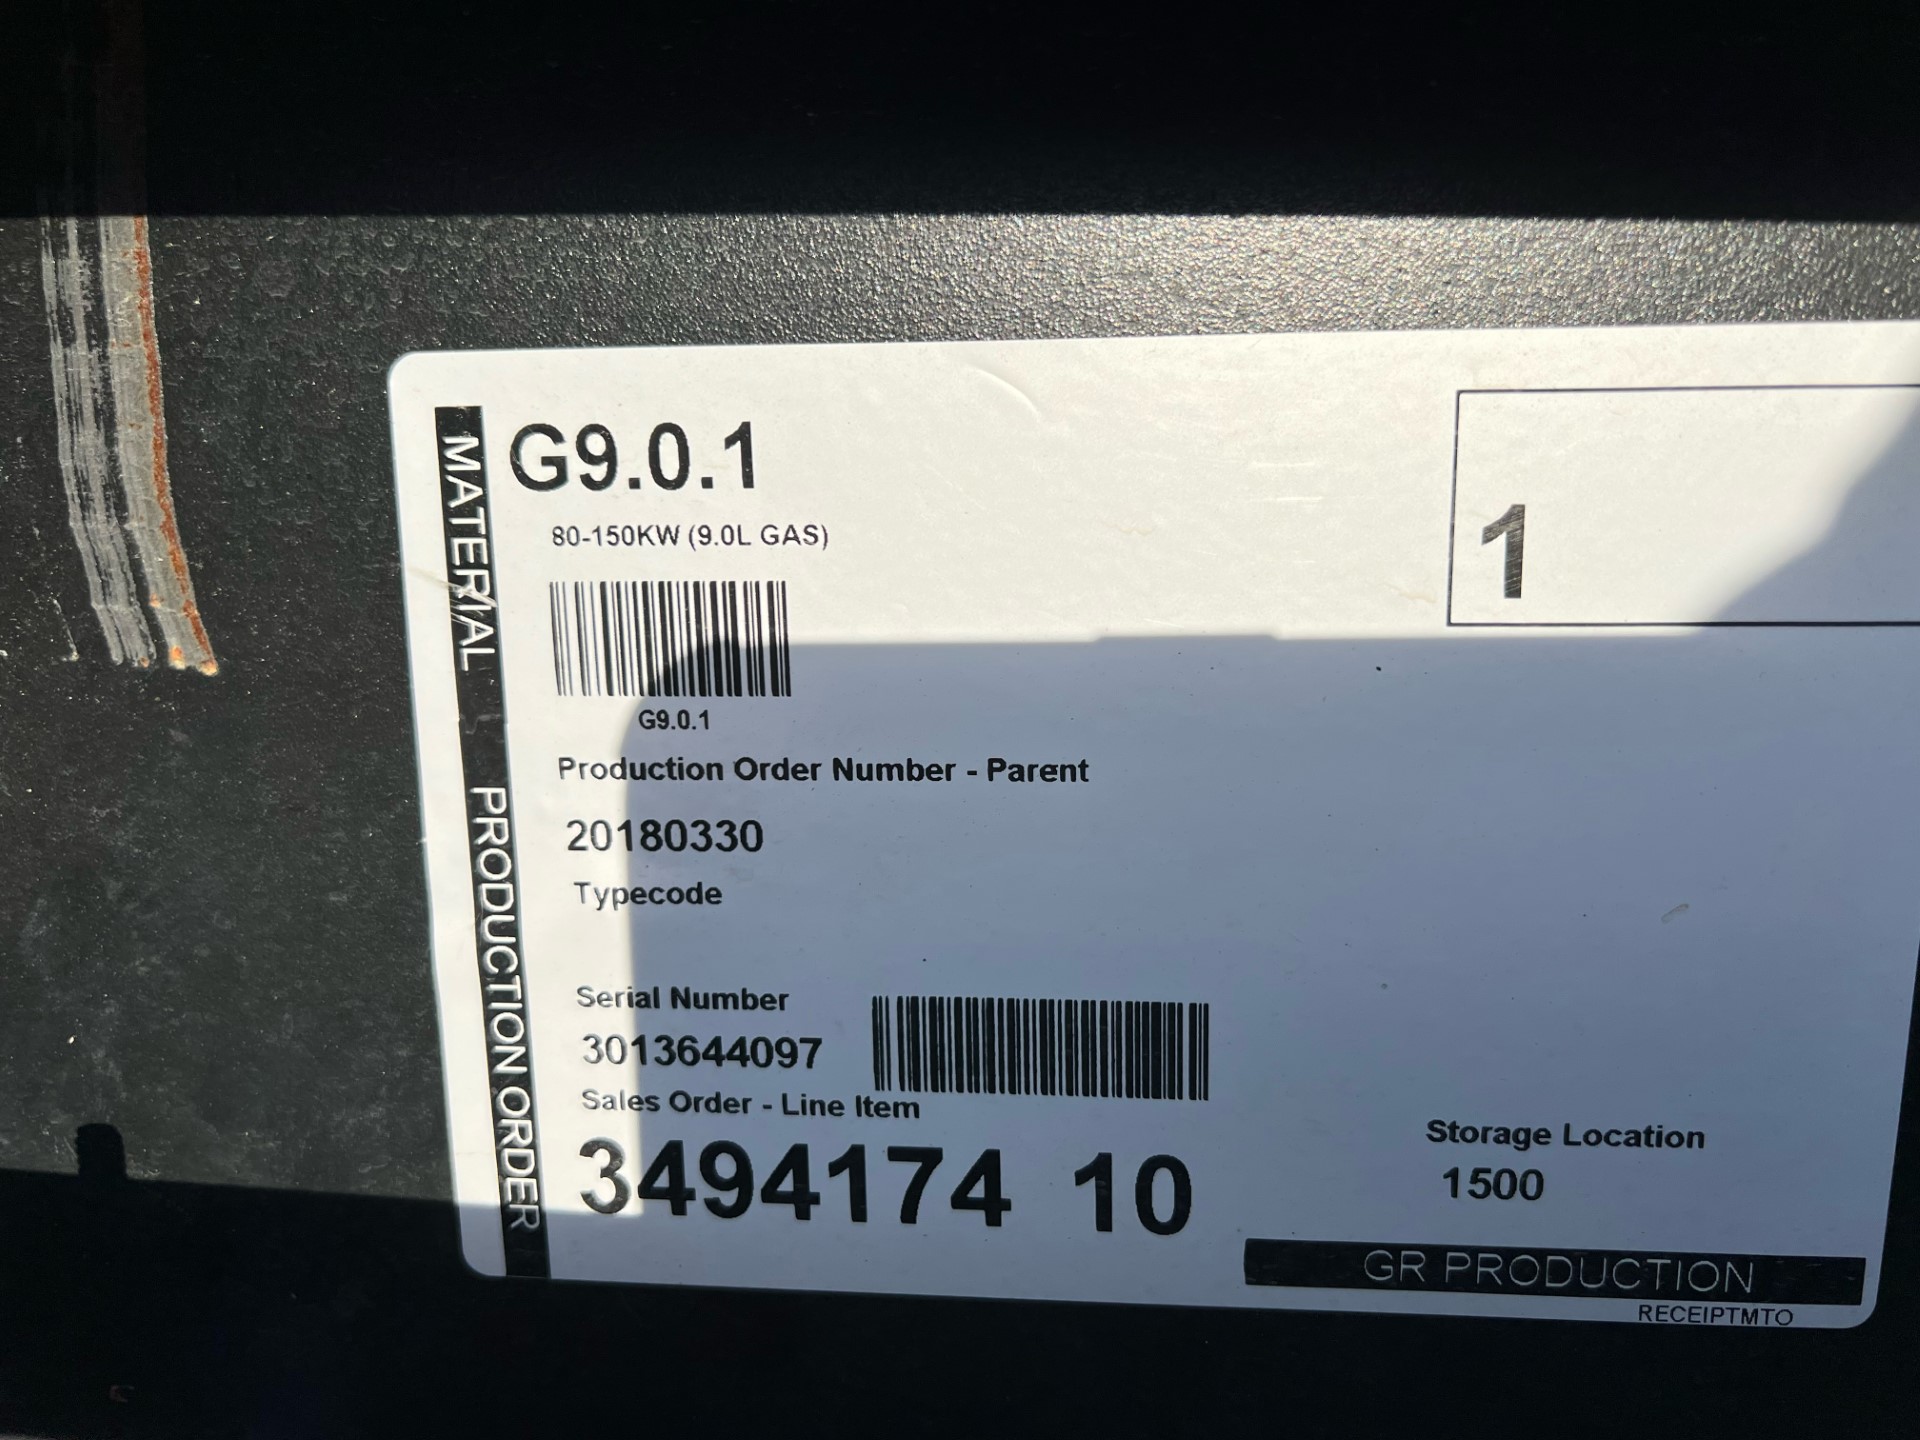 MATERIAL
G9.0.1
80-150KW (9.0L GAS)
1
G9.0.1
PRODUCTION ORDER
Production Order Number - Parent
20180330
Typecode
Serial Number
3013644097
Sales Order - Line Item
3494174 10
Storage Location
1500
GR PRODUCTION
RECEIPTMTO